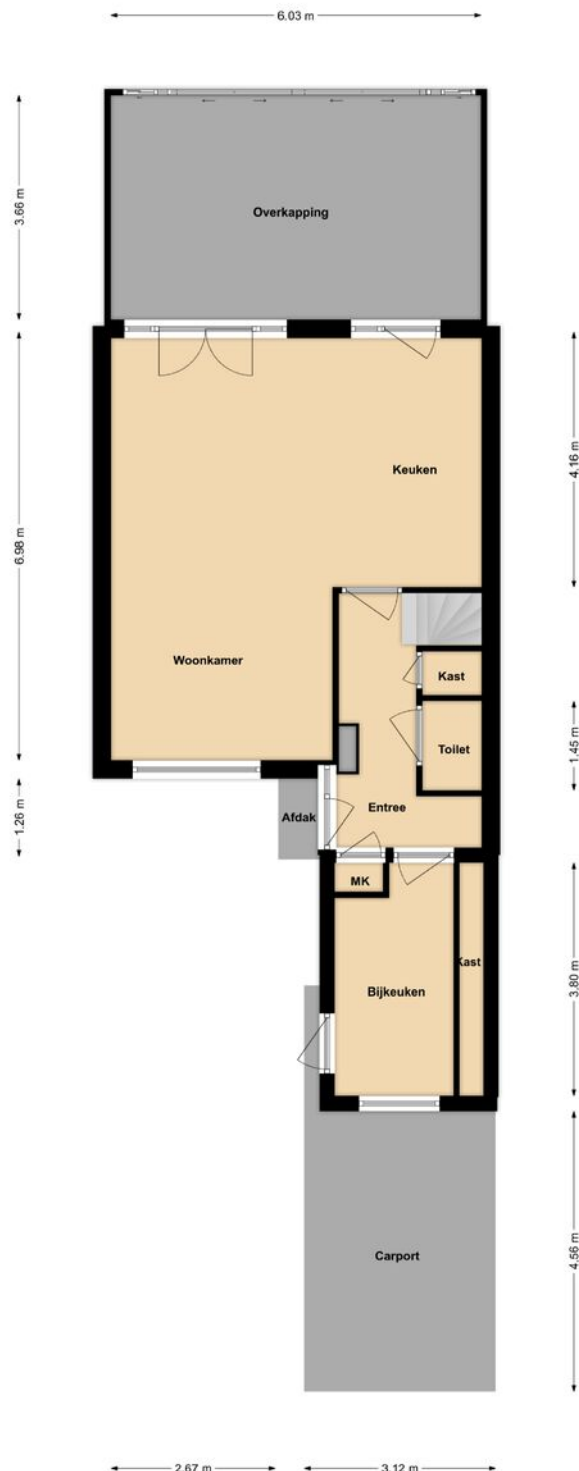 6.03 m
3.66 m
Overkapping
6.98 m
4.16 m
Keuken
Woonkamer
Kast
Toilet
1.45 m
1.26 m
Afdak
Entree
MK
Kast
Bijkeuken
3.80 m
Carport
4.56 m
2.67 m
3.12 m